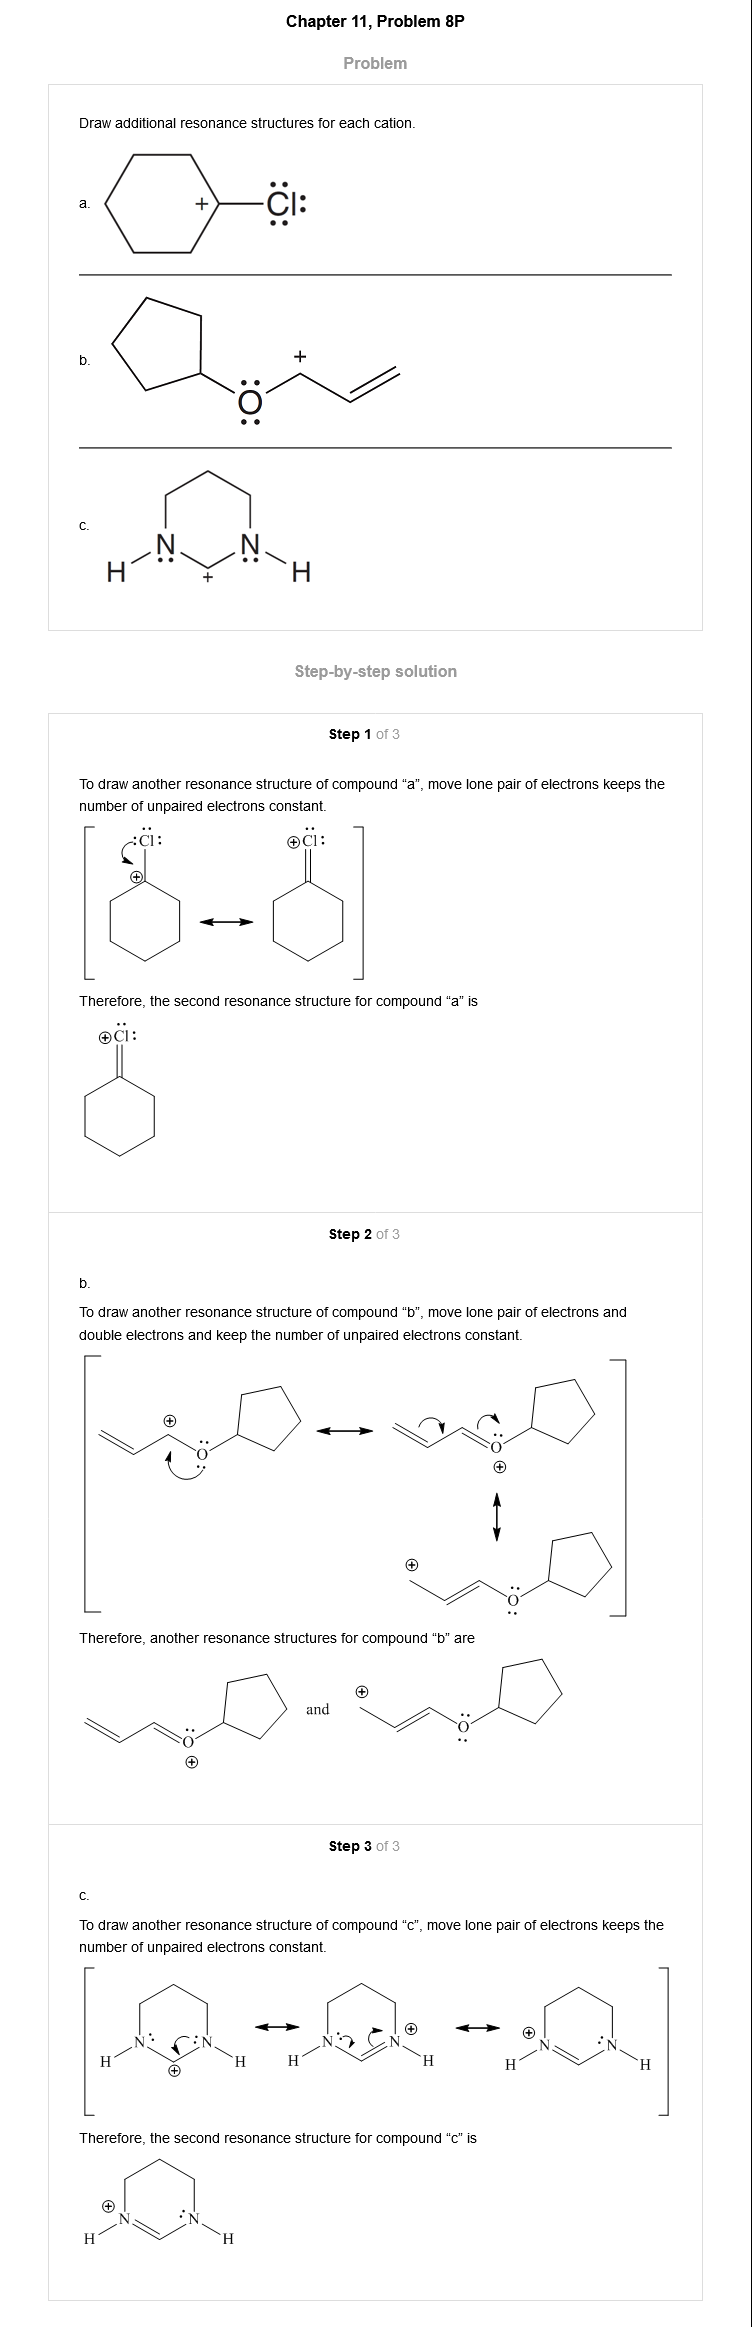 Chapter 11, Problem 8P
Problem
Draw additional resonance structures for each cation.
a.
+
Cl
b.
+
O
c.
N N
H + H
Step-by-step solution
Step 1 of 3
To draw another resonance structure of compound “a”, move lone pair of electrons keeps the
number of unpaired electrons constant.
:Cl: ⊕Cl:
⊕
Therefore, the second resonance structure for compound “a” is
⊕Cl:
Step 2 of 3
b.
To draw another resonance structure of compound “b”, move lone pair of electrons and
double electrons and keep the number of unpaired electrons constant.
⊕
O O
⊕
⊕
O
Therefore, another resonance structures for compound “b” are
⊕
and
O O
⊕
Step 3 of 3
c.
To draw another resonance structure of compound “c”, move lone pair of electrons keeps the
number of unpaired electrons constant.
⊕ ⊕
N: :N N: N N :N
H H H H H H
⊕
Therefore, the second resonance structure for compound “c” is
⊕
N :N
H H